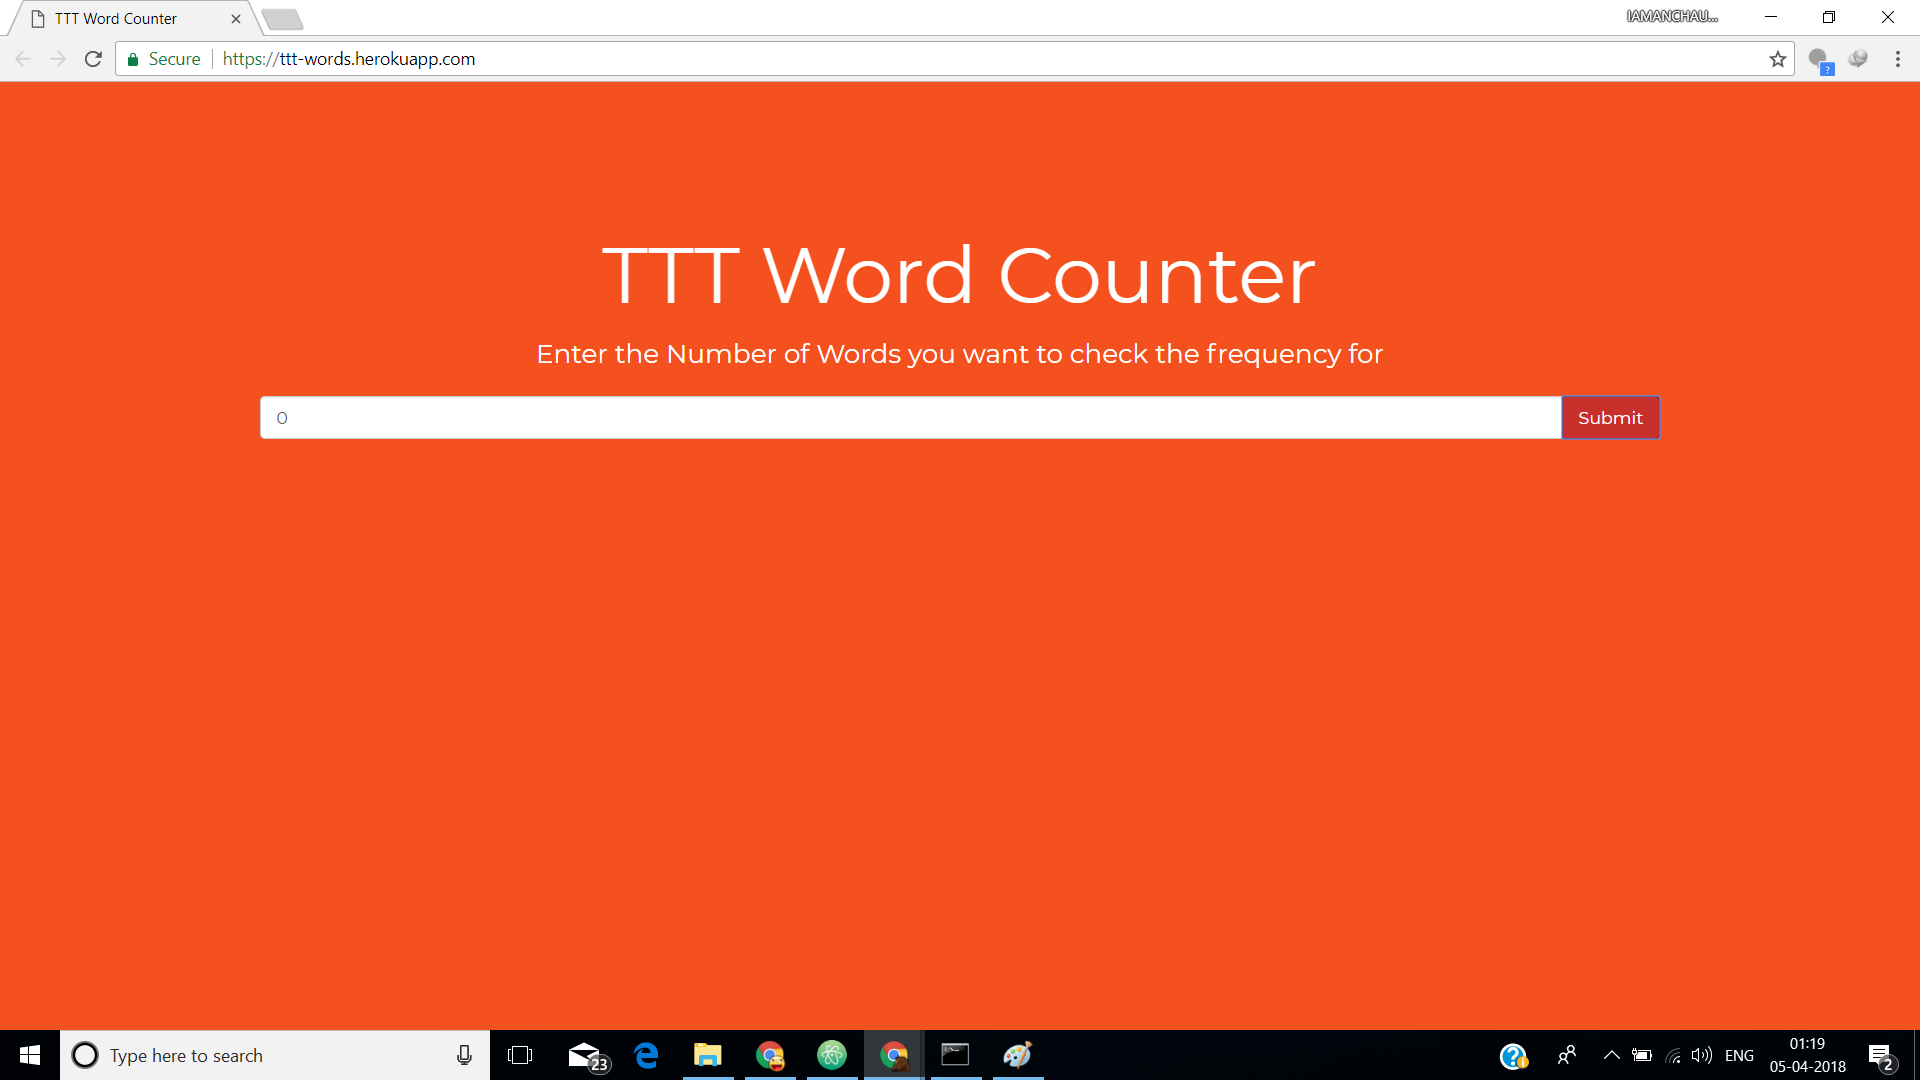 TTT Word Counter
IAMANCHAU...
Secure
https://ttt-words.herokuapp.com
?
TTT Word Counter
Enter the Number of Words you want to check the frequency for
0
Submit
Type here to search
23
ENG
01:19
05-04-2018
2